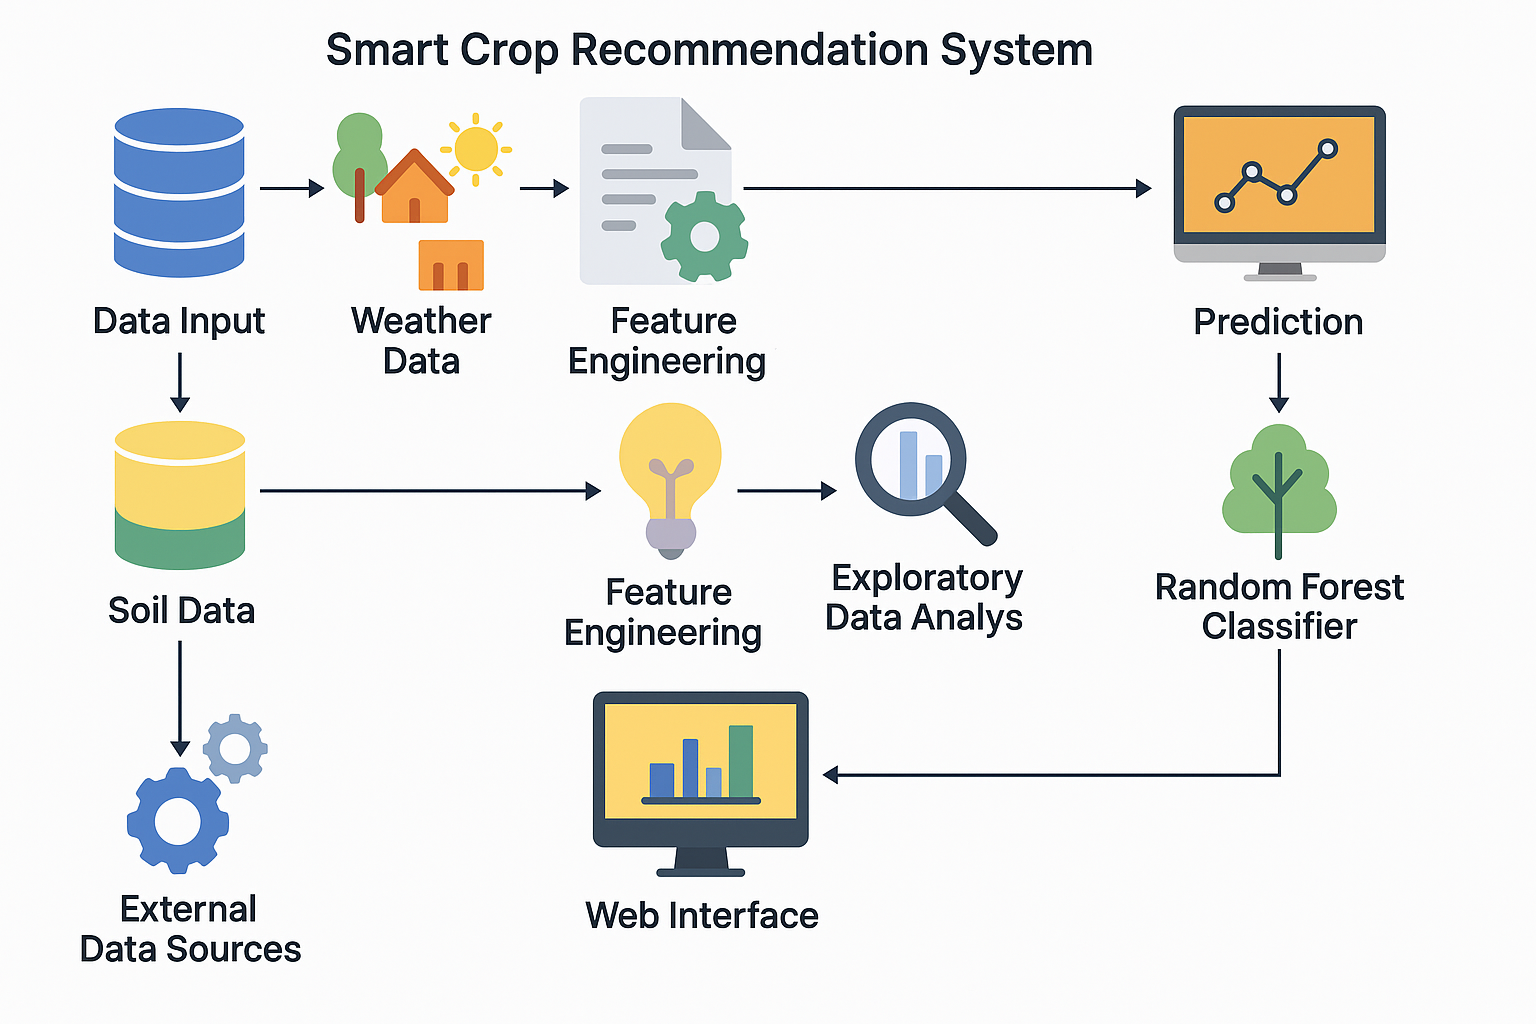 Smart Crop Recommendation System
Data Input
Weather
Data
Feature
Engineering
Prediction
Soil Data
Feature
Engineering
Exploratory
Data Analys
Random Forest
Classifier
External
Data Sources
Web Interface